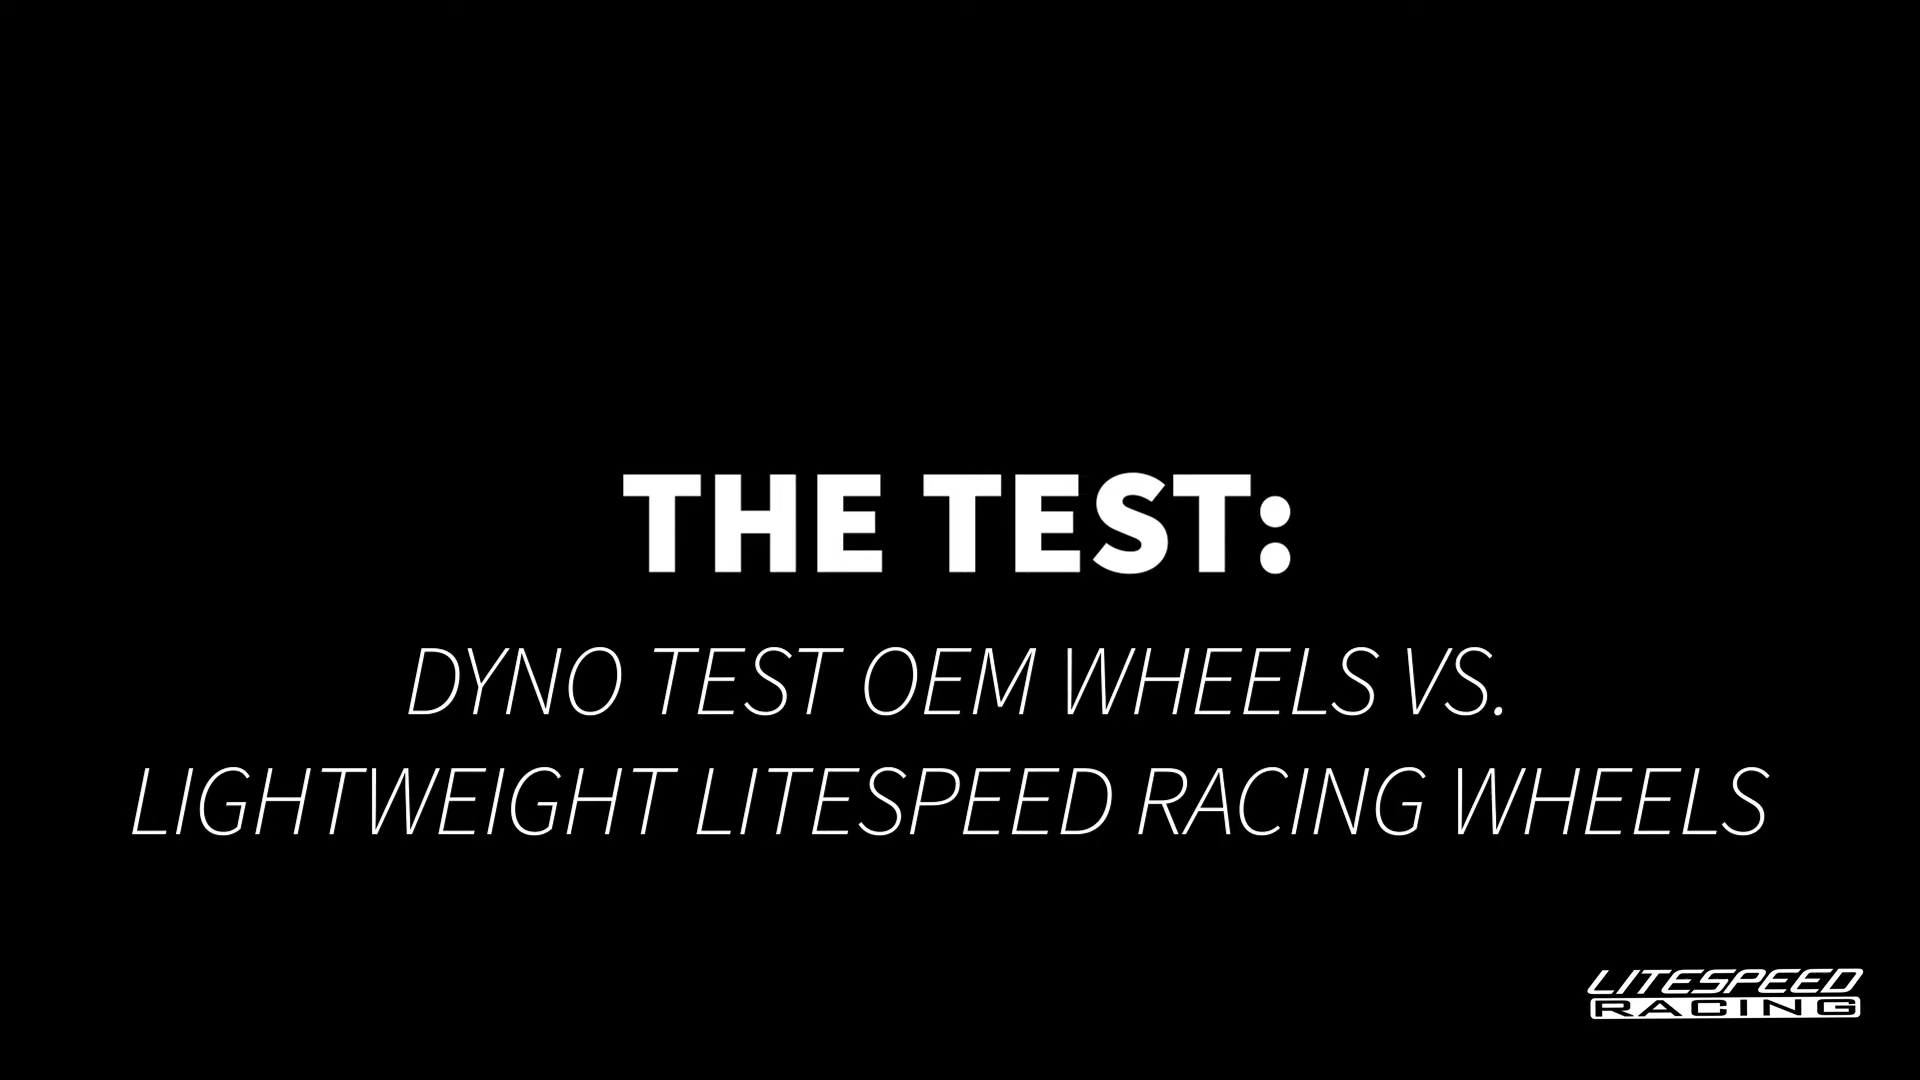 THE TEST:
DYNO TEST OEM WHEELS VS.
LIGHTWEIGHT LITESPEED RACING WHEELS
LITESPEED
RACING